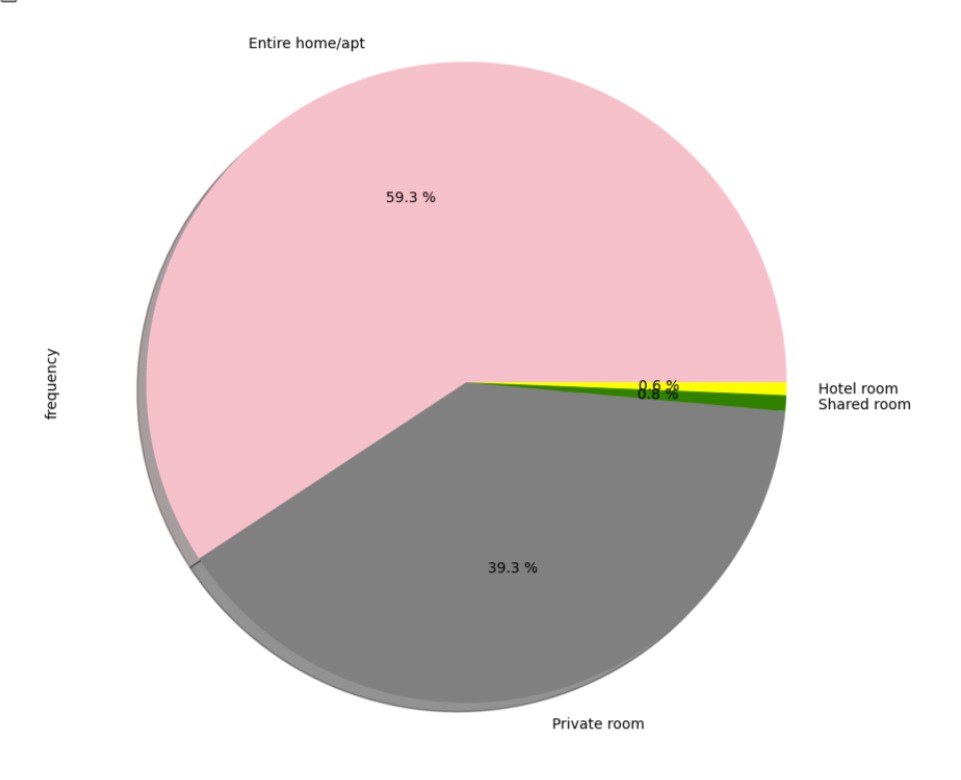 Entire home/apt
59.3 %
frequency
0.6 %
0.8 %
Hotel room
Shared room
39.3 %
Private room